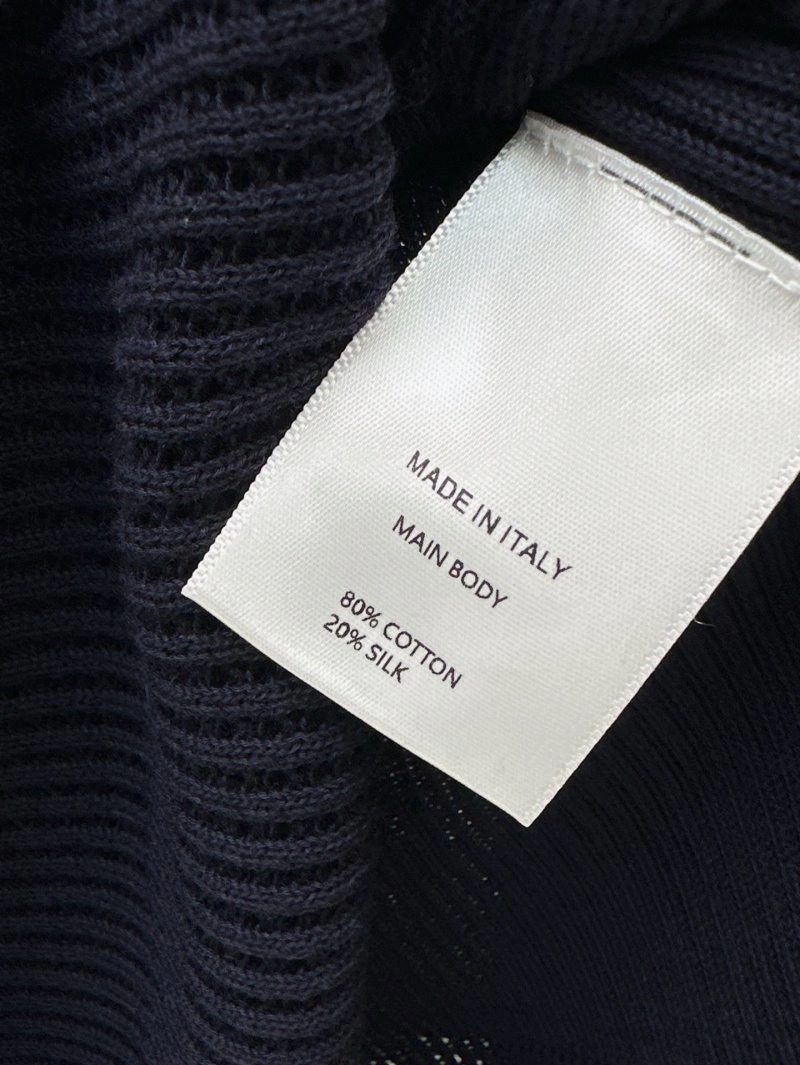 MADE IN ITALY
MAIN BODY
80% COTTON
20% SILK